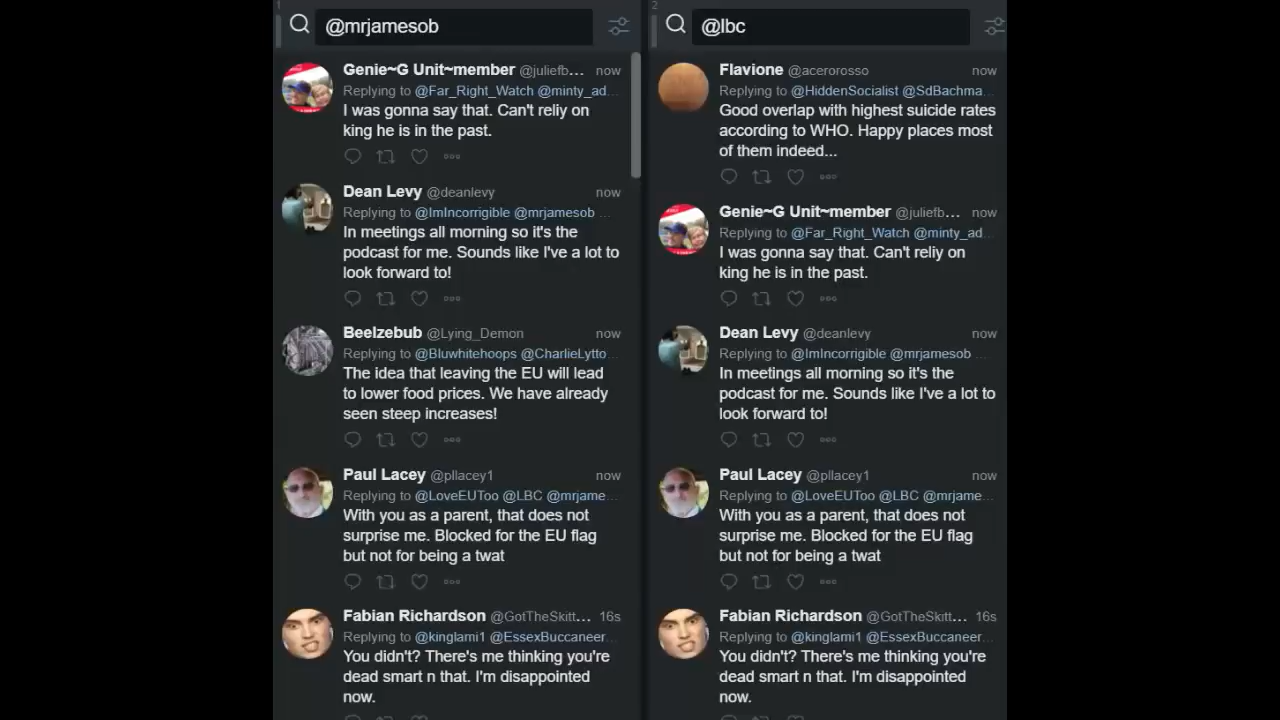 1
@mrjamesob
Genie~G Unit~member @juliefb... now
Replying to @Far_Right_Watch @minty_ad...
I was gonna say that. Can't reliy on
king he is in the past.
Dean Levy @deanlevy now
Replying to @ImIncorrigible @mrjamesob ...
In meetings all morning so it's the
podcast for me. Sounds like I've a lot to
look forward to!
Beelzebub @Lying_Demon now
Replying to @Bluwhitehoops @CharlieLytto...
The idea that leaving the EU will lead
to lower food prices. We have already
seen steep increases!
Paul Lacey @pllacey1 now
Replying to @LoveEUToo @LBC @mrjame...
With you as a parent, that does not
surprise me. Blocked for the EU flag
but not for being a twat
Fabian Richardson @GotTheSkitt... 16s
Replying to @kinglami1 @EssexBuccaneer...
You didn't? There's me thinking you're
dead smart n that. I'm disappointed
now.
2
@lbc
Flavione @acerorosso now
Replying to @HiddenSocialist @SdBachma...
Good overlap with highest suicide rates
according to WHO. Happy places most
of them indeed...
Genie~G Unit~member @juliefb... now
Replying to @Far_Right_Watch @minty_ad...
I was gonna say that. Can't reliy on
king he is in the past.
Dean Levy @deanlevy now
Replying to @ImIncorrigible @mrjamesob ...
In meetings all morning so it's the
podcast for me. Sounds like I've a lot to
look forward to!
Paul Lacey @pllacey1 now
Replying to @LoveEUToo @LBC @mrjame...
With you as a parent, that does not
surprise me. Blocked for the EU flag
but not for being a twat
Fabian Richardson @GotTheSkitt... 16s
Replying to @kinglami1 @EssexBuccaneer...
You didn't? There's me thinking you're
dead smart n that. I'm disappointed
now.